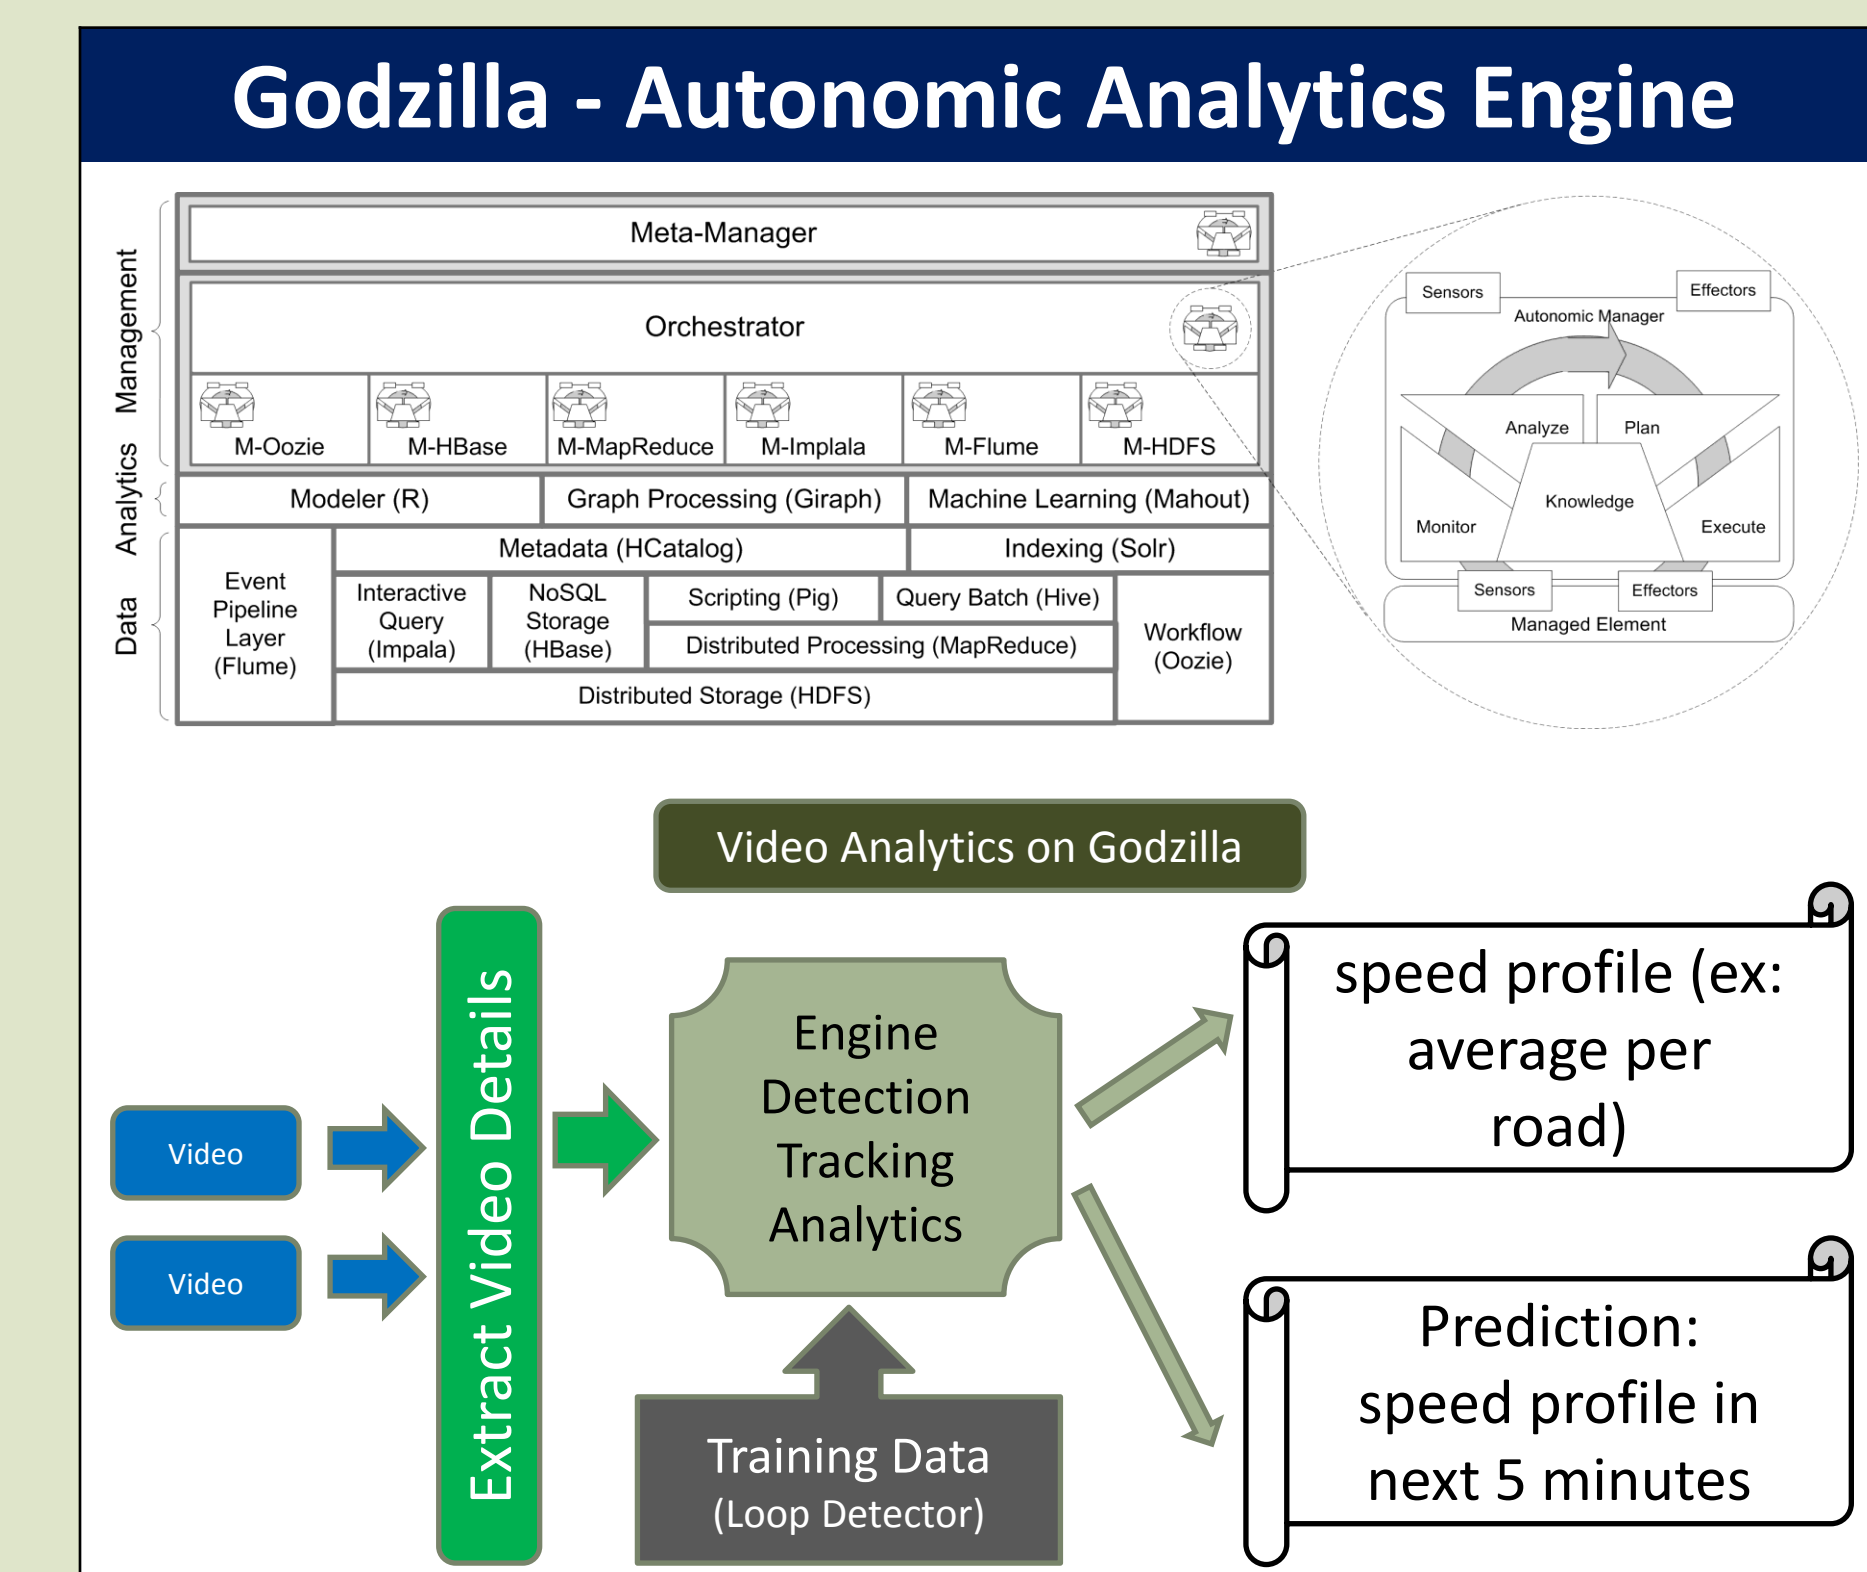 Godzilla - Autonomic Analytics Engine
Management
Analytics
Data
Meta-Manager
Orchestrator
M-Oozie
M-HBase
M-MapReduce
M-Implala
M-Flume
M-HDFS
Modeler (R)
Graph Processing (Giraph)
Machine Learning (Mahout)
Event
Pipeline
Layer
(Flume)
Metadata (HCatalog)
Indexing (Solr)
Interactive
Query
(Impala)
NoSQL
Storage
(HBase)
Scripting (Pig)
Query Batch (Hive)
Distributed Processing (MapReduce)
Workflow
(Oozie)
Distributed Storage (HDFS)
Sensors
Effectors
Autonomic Manager
Analyze
Plan
Knowledge
Monitor
Execute
Sensors
Effectors
Managed Element
Video Analytics on Godzilla
Video
Video
Extract Video Details
Engine
Detection
Tracking
Analytics
Training Data
(Loop Detector)
speed profile (ex:
average per
road)
Prediction:
speed profile in
next 5 minutes